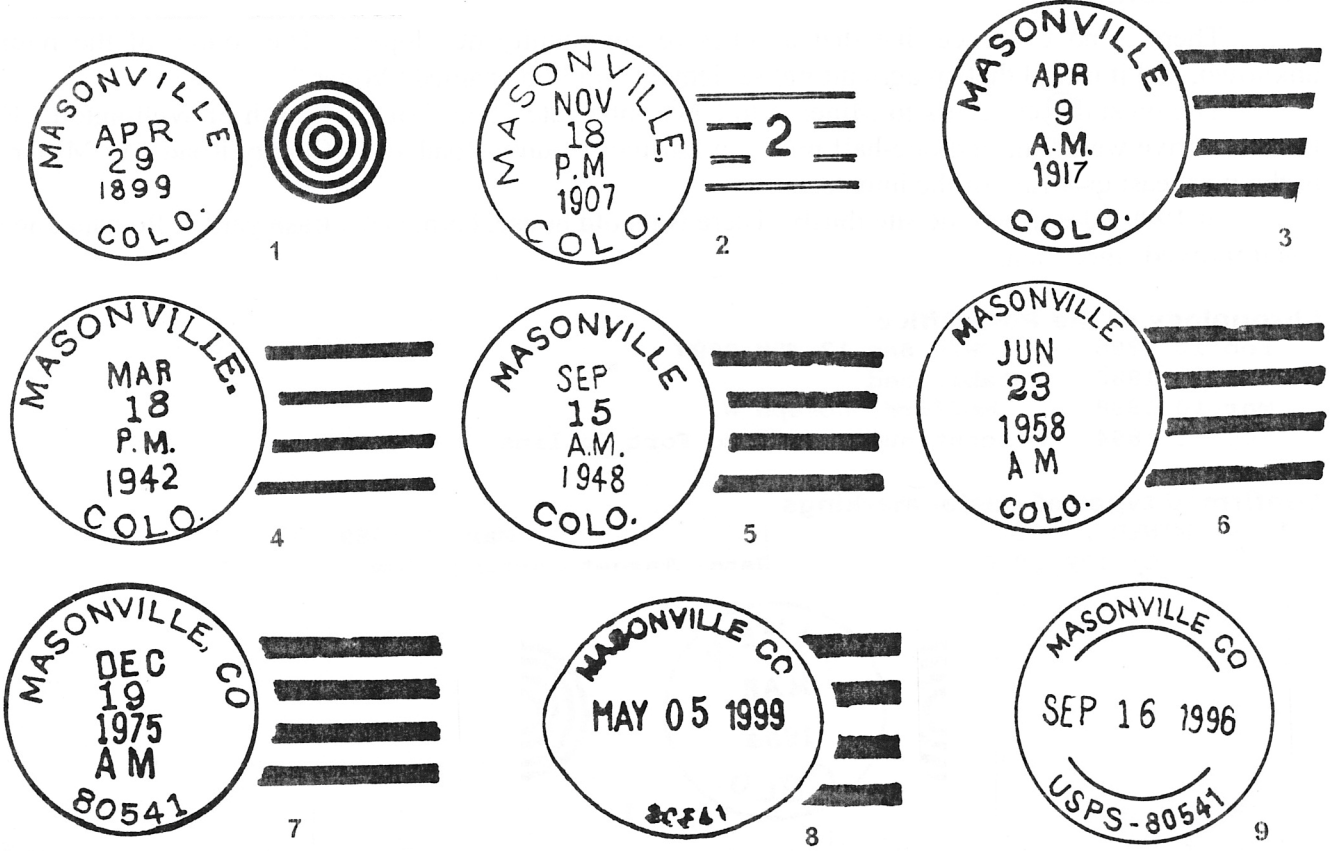 MASONVILLE
APR
29
1899
COLO.
1
MASONVILLE,
NOV
18
P.M
1907
COLO.
2
2
MASONVILLE
APR
9
A.M.
1917
COLO.
3
MASONVILLE.
MAR
18
P.M.
1942
COLO.
4
MASONVILLE
SEP
15
A.M.
1948
COLO.
5
MASONVILLE
JUN
23
1958
AM
COLO.
6
MASONVILLE, CO
DEC
19
1975
AM
80541
7
MASONVILLE CO
MAY 05 1999
8
MASONVILLE CO
SEP 16 1996
USPS-80541
9